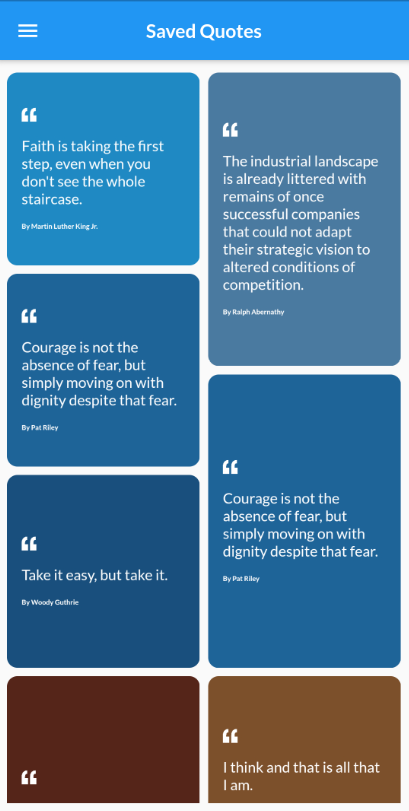 Saved Quotes
“
Faith is taking the first
step, even when you
don't see the whole
staircase.
By Martin Luther King Jr.
“
The industrial landscape
is already littered with
remains of once
successful companies
that could not adapt
their strategic vision to
altered conditions of
competition.
By Ralph Abernathy
“
Courage is not the
absence of fear, but
simply moving on with
dignity despite that fear.
By Pat Riley
“
Courage is not the
absence of fear, but
simply moving on with
dignity despite that fear.
By Pat Riley
“
Take it easy, but take it.
By Woody Guthrie
“
“
I think and that is all that
I am.